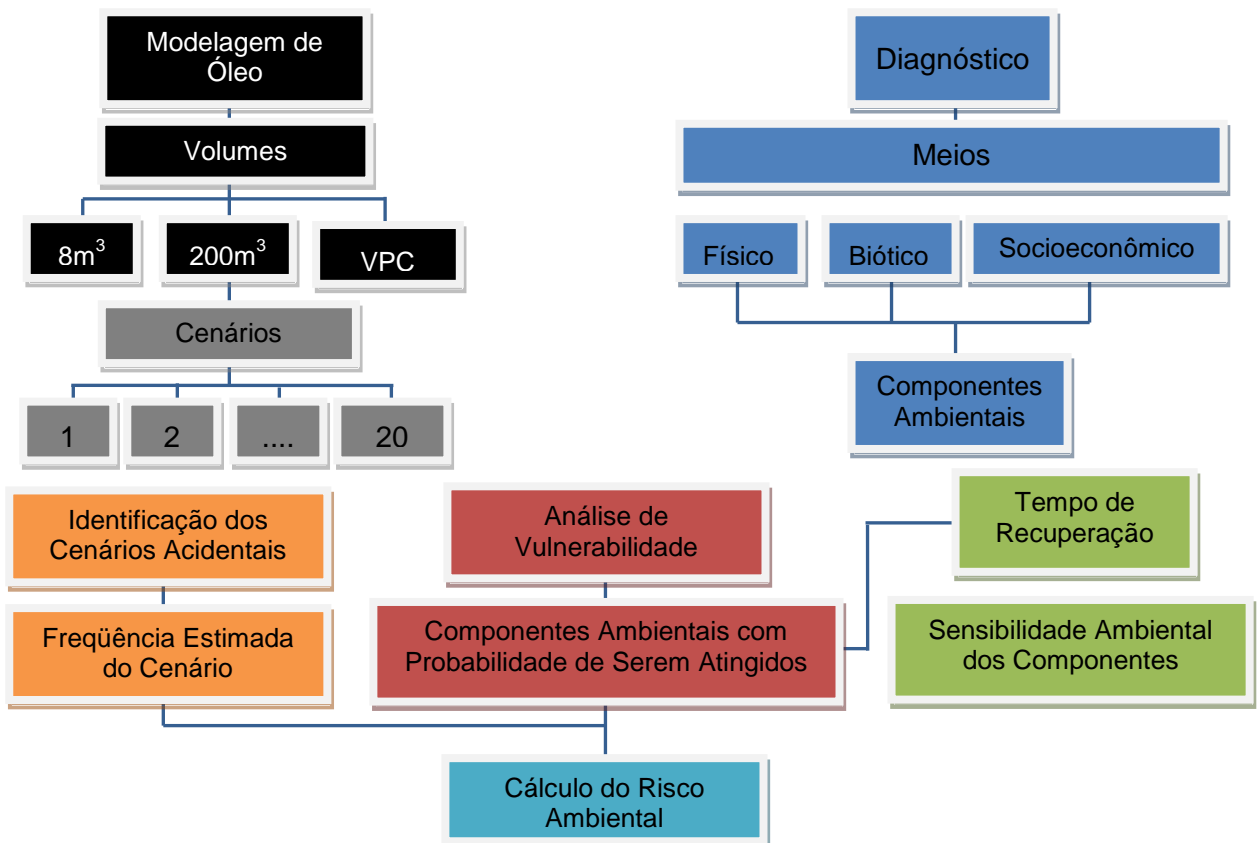 Modelagem de
Óleo
Volumes
8m³
200m³
VPC
Cenários
1
2
....
20
Diagnóstico
Meios
Físico
Biótico
Socioeconômico
Componentes
Ambientais
Identificação dos
Cenários Acidentais
Freqüência Estimada
do Cenário
Análise de
Vulnerabilidade
Componentes Ambientais com
Probabilidade de Serem Atingidos
Tempo de
Recuperação
Sensibilidade Ambiental
dos Componentes
Cálculo do Risco
Ambiental